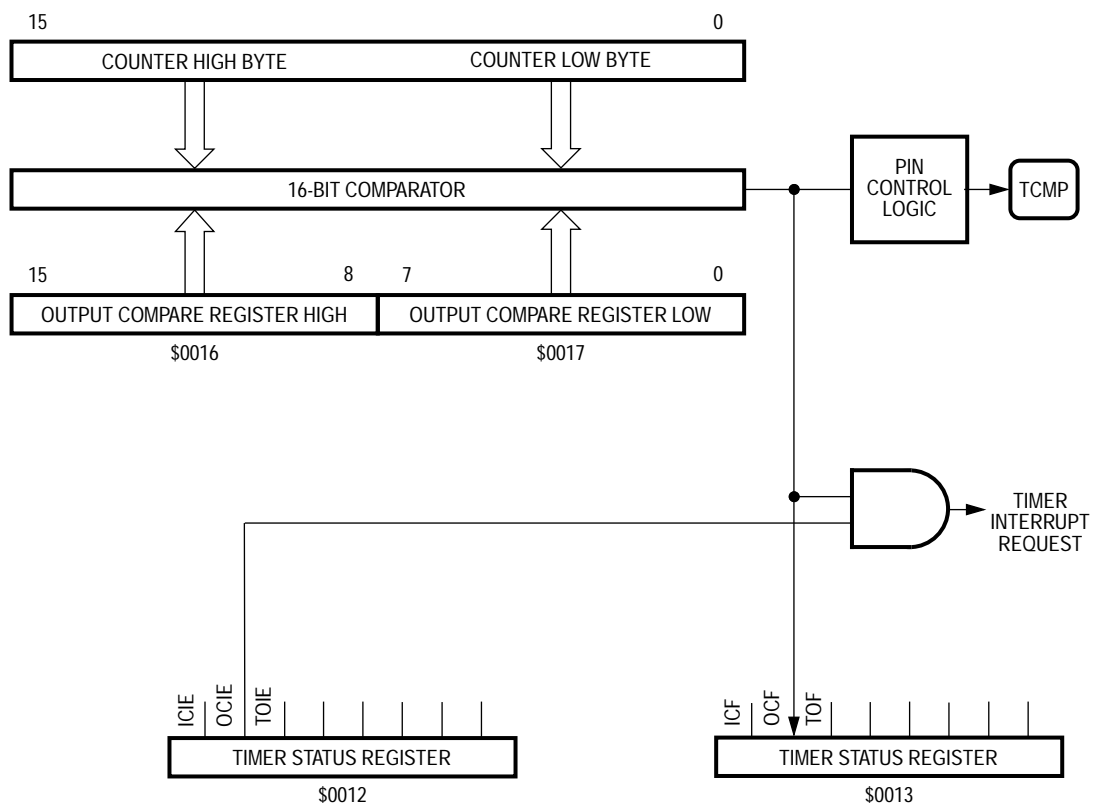 15 0
COUNTER HIGH BYTE COUNTER LOW BYTE
16-BIT COMPARATOR
PIN
CONTROL
LOGIC
TCMP
15 8 7 0
OUTPUT COMPARE REGISTER HIGH OUTPUT COMPARE REGISTER LOW
$0016 $0017
TIMER
INTERRUPT
REQUEST
ICIE OCIE TOIE
TIMER STATUS REGISTER
$0012
ICF OCF TOF
TIMER STATUS REGISTER
$0013